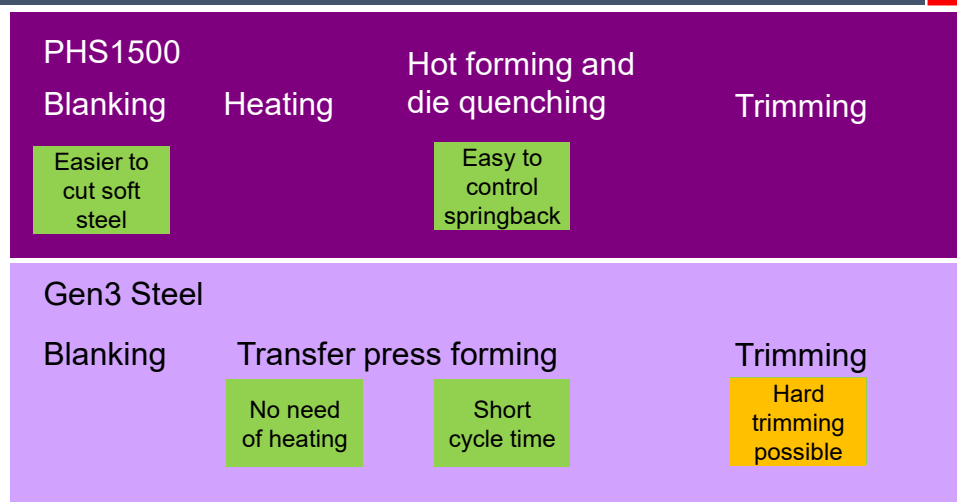 PHS1500
Blanking
Heating
Hot forming and
die quenching
Trimming
Easier to
cut soft
steel
Easy to
control
springback
Gen3 Steel
Blanking
Transfer press forming
Trimming
No need
of heating
Short
cycle time
Hard
trimming
possible